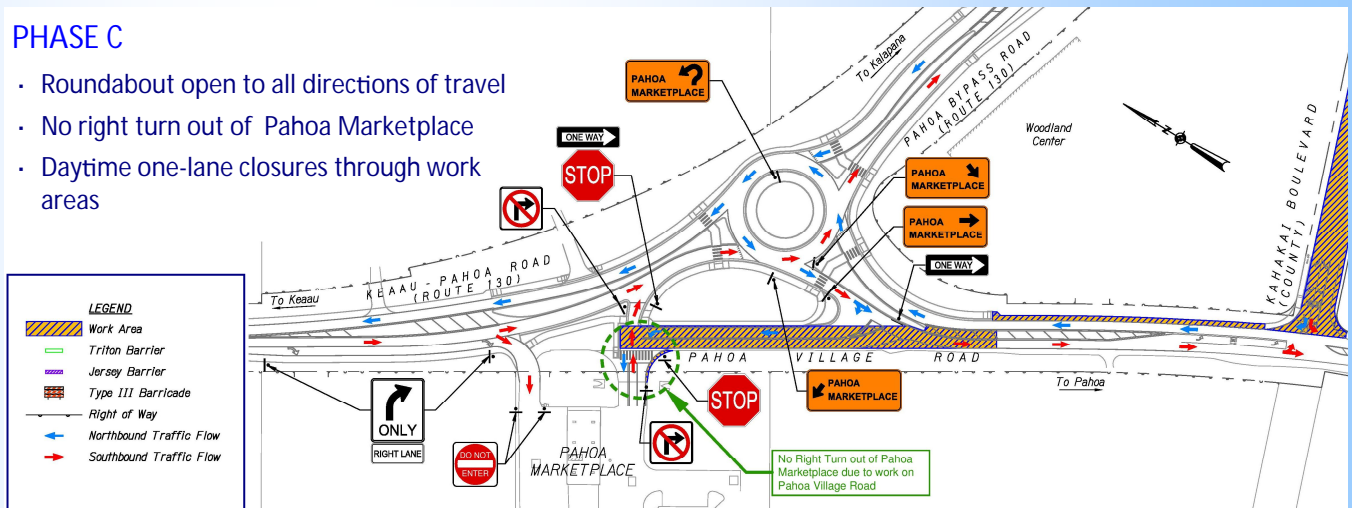 PHASE C
· Roundabout open to all directions of travel
· No right turn out of Pahoa Marketplace
· Daytime one-lane closures through work
areas
PAHOA
MARKETPLACE
To Kalapana
PAHOA BYPASS ROAD
(ROUTE 130)
Woodland
Center
N
ONE WAY
STOP
PAHOA
MARKETPLACE
PAHOA
MARKETPLACE
ONE WAY
KAHAKAI BOULEVARD
(COUNTY)
KEAAU - PAHOA ROAD
(ROUTE 130)
To Keaau
LEGEND
Work Area
Triton Barrier
Jersey Barrier
Type III Barricade
Right of Way
Northbound Traffic Flow
Southbound Traffic Flow
PAHOA VILLAGE ROAD
To Pahoa
ONLY
RIGHT LANE
DO NOT
ENTER
PAHOA
MARKETPLACE
STOP
PAHOA
MARKETPLACE
No Right Turn out of Pahoa
Marketplace due to work on
Pahoa Village Road